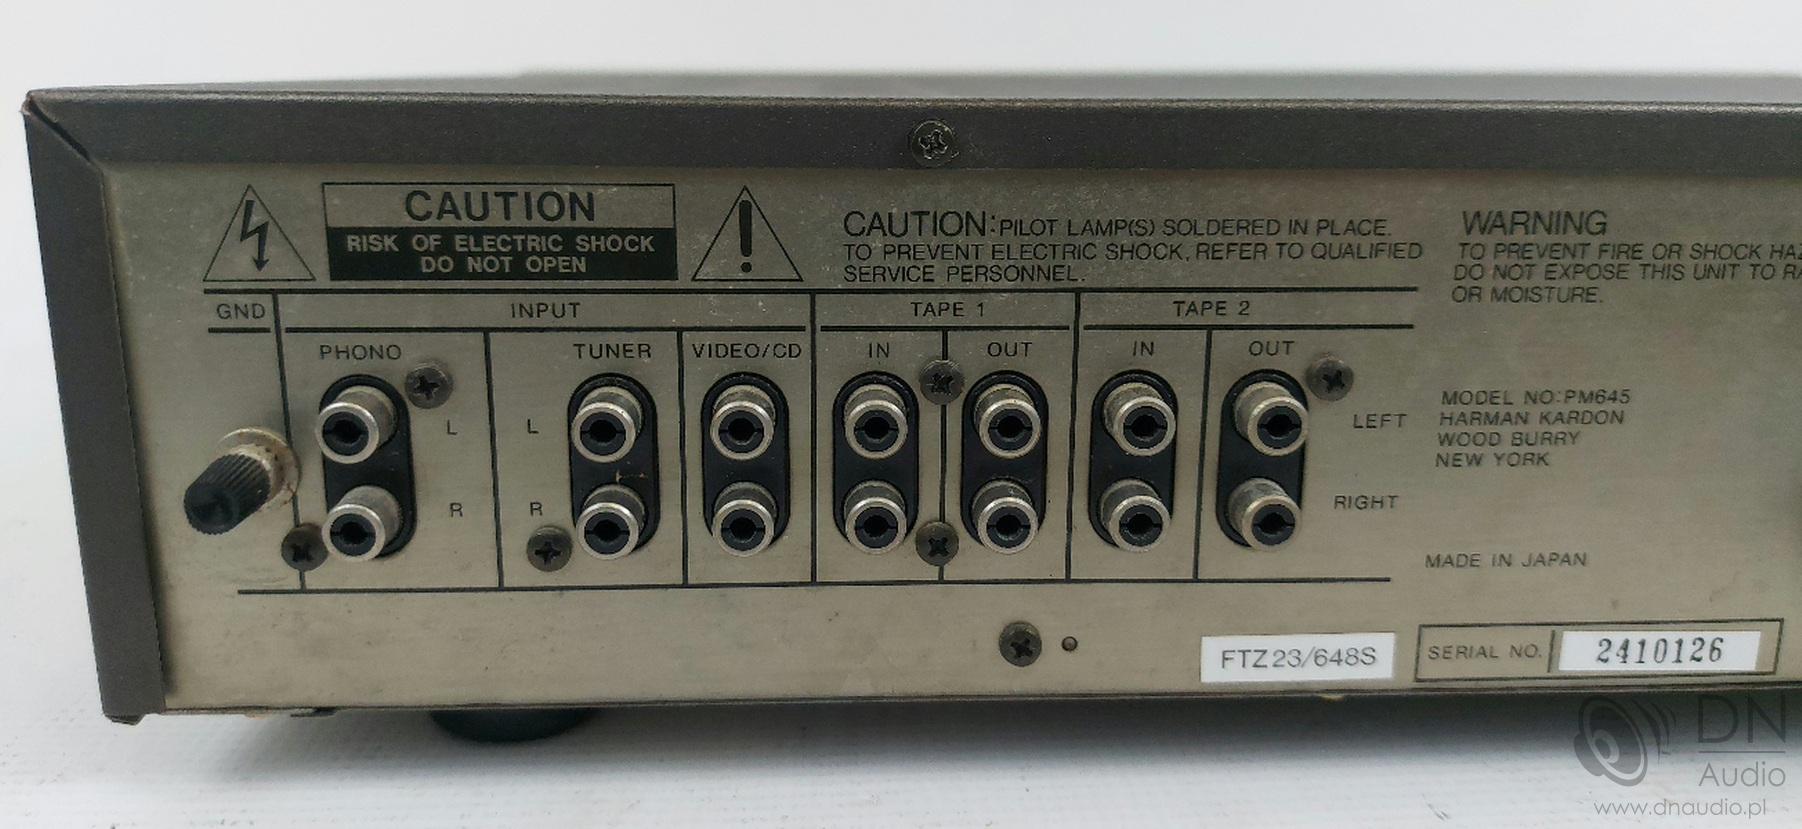 CAUTION
RISK OF ELECTRIC SHOCK
DO NOT OPEN
CAUTION: PILOT LAMP(S) SOLDERED IN PLACE.
TO PREVENT ELECTRIC SHOCK, REFER TO QUALIFIED
SERVICE PERSONNEL.
WARNING
TO PREVENT FIRE OR SHOCK
DO NOT EXPOSE THIS UNIT TO
OR MOISTURE.
GND
INPUT
TAPE 1
TAPE 2
PHONO
TUNER
VIDEO/CD
IN
OUT
IN
OUT
L
L
LEFT
R
R
RIGHT
MODEL NO:PM645
HARMAN KARDON
WOOD BURRY
NEW YORK
MADE IN JAPAN
FTZ23/648S
SERIAL NO.
2410126
DN
Audio
www.dnaudio.pl